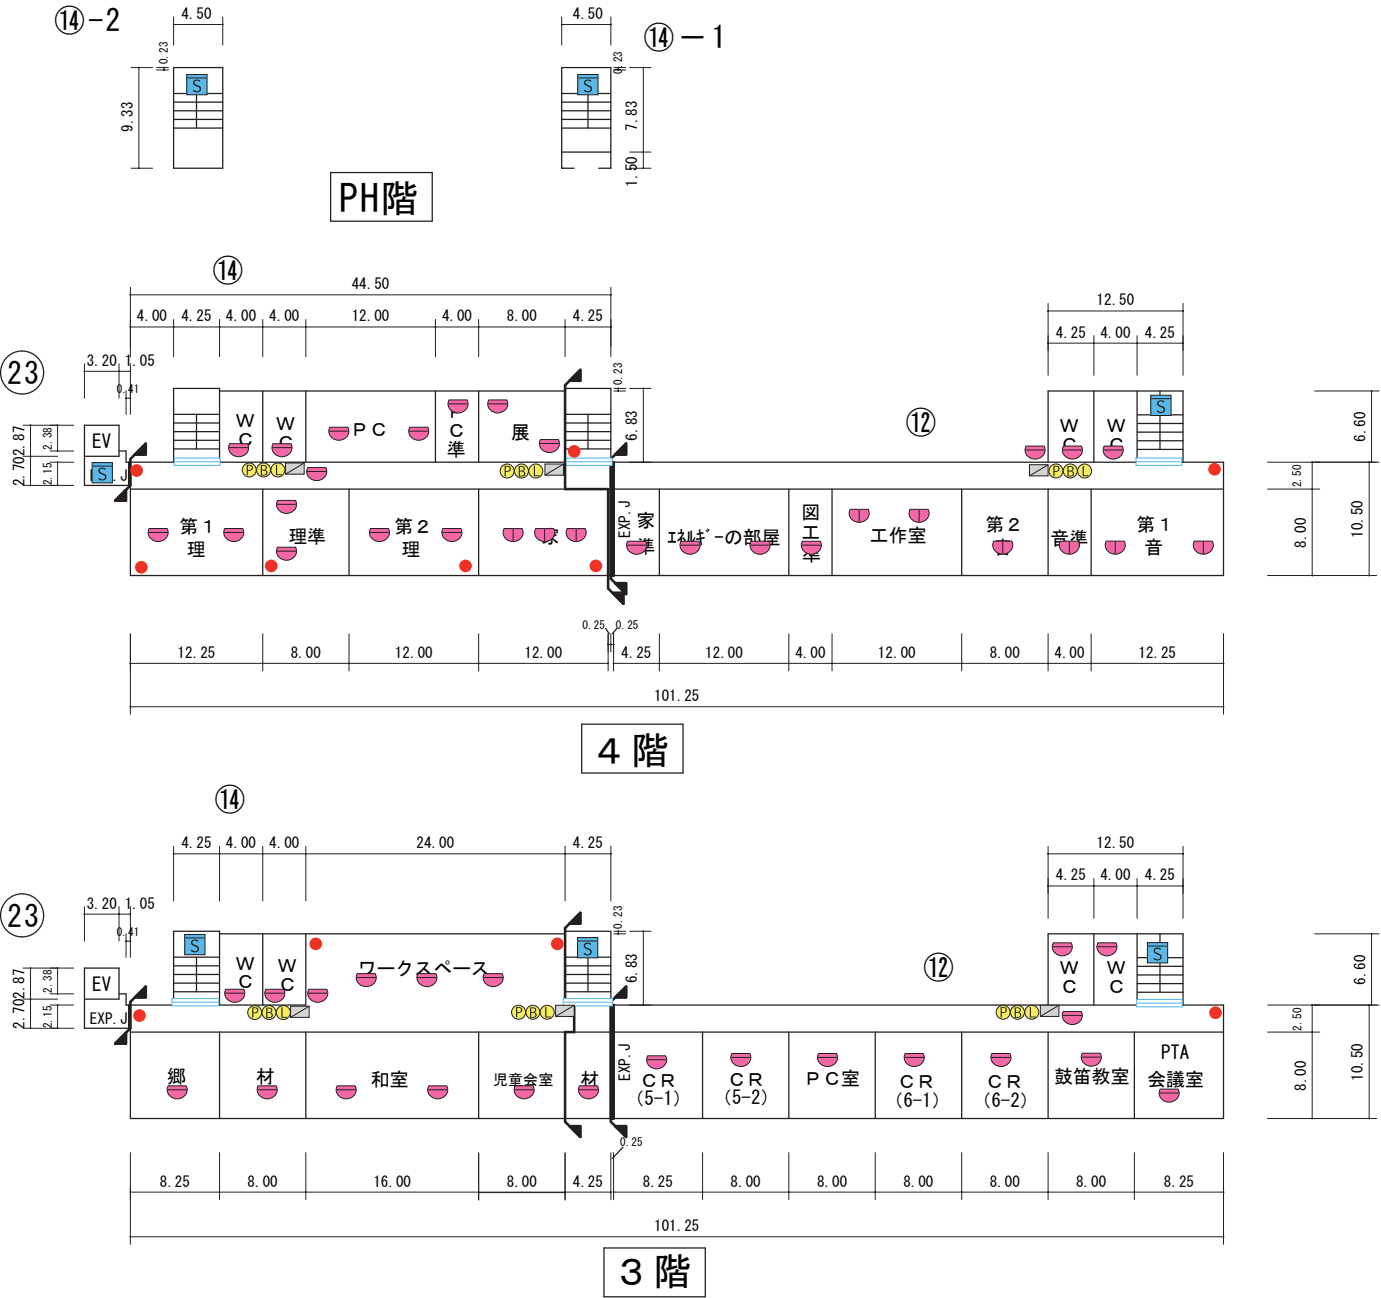 ⑭-2
4.50
0.23
S
9.33
4.50
⑭－1
0.23
S
7.83
1.50
PH階
⑭
44.50
4.00 4.25 4.00 4.00 12.00 4.00 8.00 4.25
12.50
4.25 4.00 4.25
㉓
3.20 1.05
0.41
0.23
6.83
⑫
6.60
2.87
2.38
2.70
2.15
EV
S
WC
WC
PC
PC準
展
WC
WC
S
P B L
P B L
P B L
2.50
8.00
10.50
第1理
理準
第2理
家
EXP.J
家準
ｴﾈﾙｷﾞｰの部屋
図工準
工作室
第2
音準
第1音
0.25 0.25
12.25 8.00 12.00 12.00 4.25 12.00 4.00 12.00 8.00 4.00 12.25
101.25
4階
⑭
4.25 4.00 4.00 24.00 4.25
12.50
4.25 4.00 4.25
㉓
3.20 1.05
0.41
0.23
6.83
⑫
6.60
2.87
2.38
2.70
2.15
EV
EXP.J
S
WC
WC
ワークスペース
S
WC
WC
S
P B L
P B L
P B L
2.50
8.00
10.50
郷
材
和室
児童会室
材
EXP.J
CR
(5-1)
CR
(5-2)
PC室
CR
(6-1)
CR
(6-2)
鼓笛教室
PTA
会議室
0.25
8.25 8.00 16.00 8.00 4.25 8.25 8.00 8.00 8.00 8.00 8.00 8.25
101.25
3階